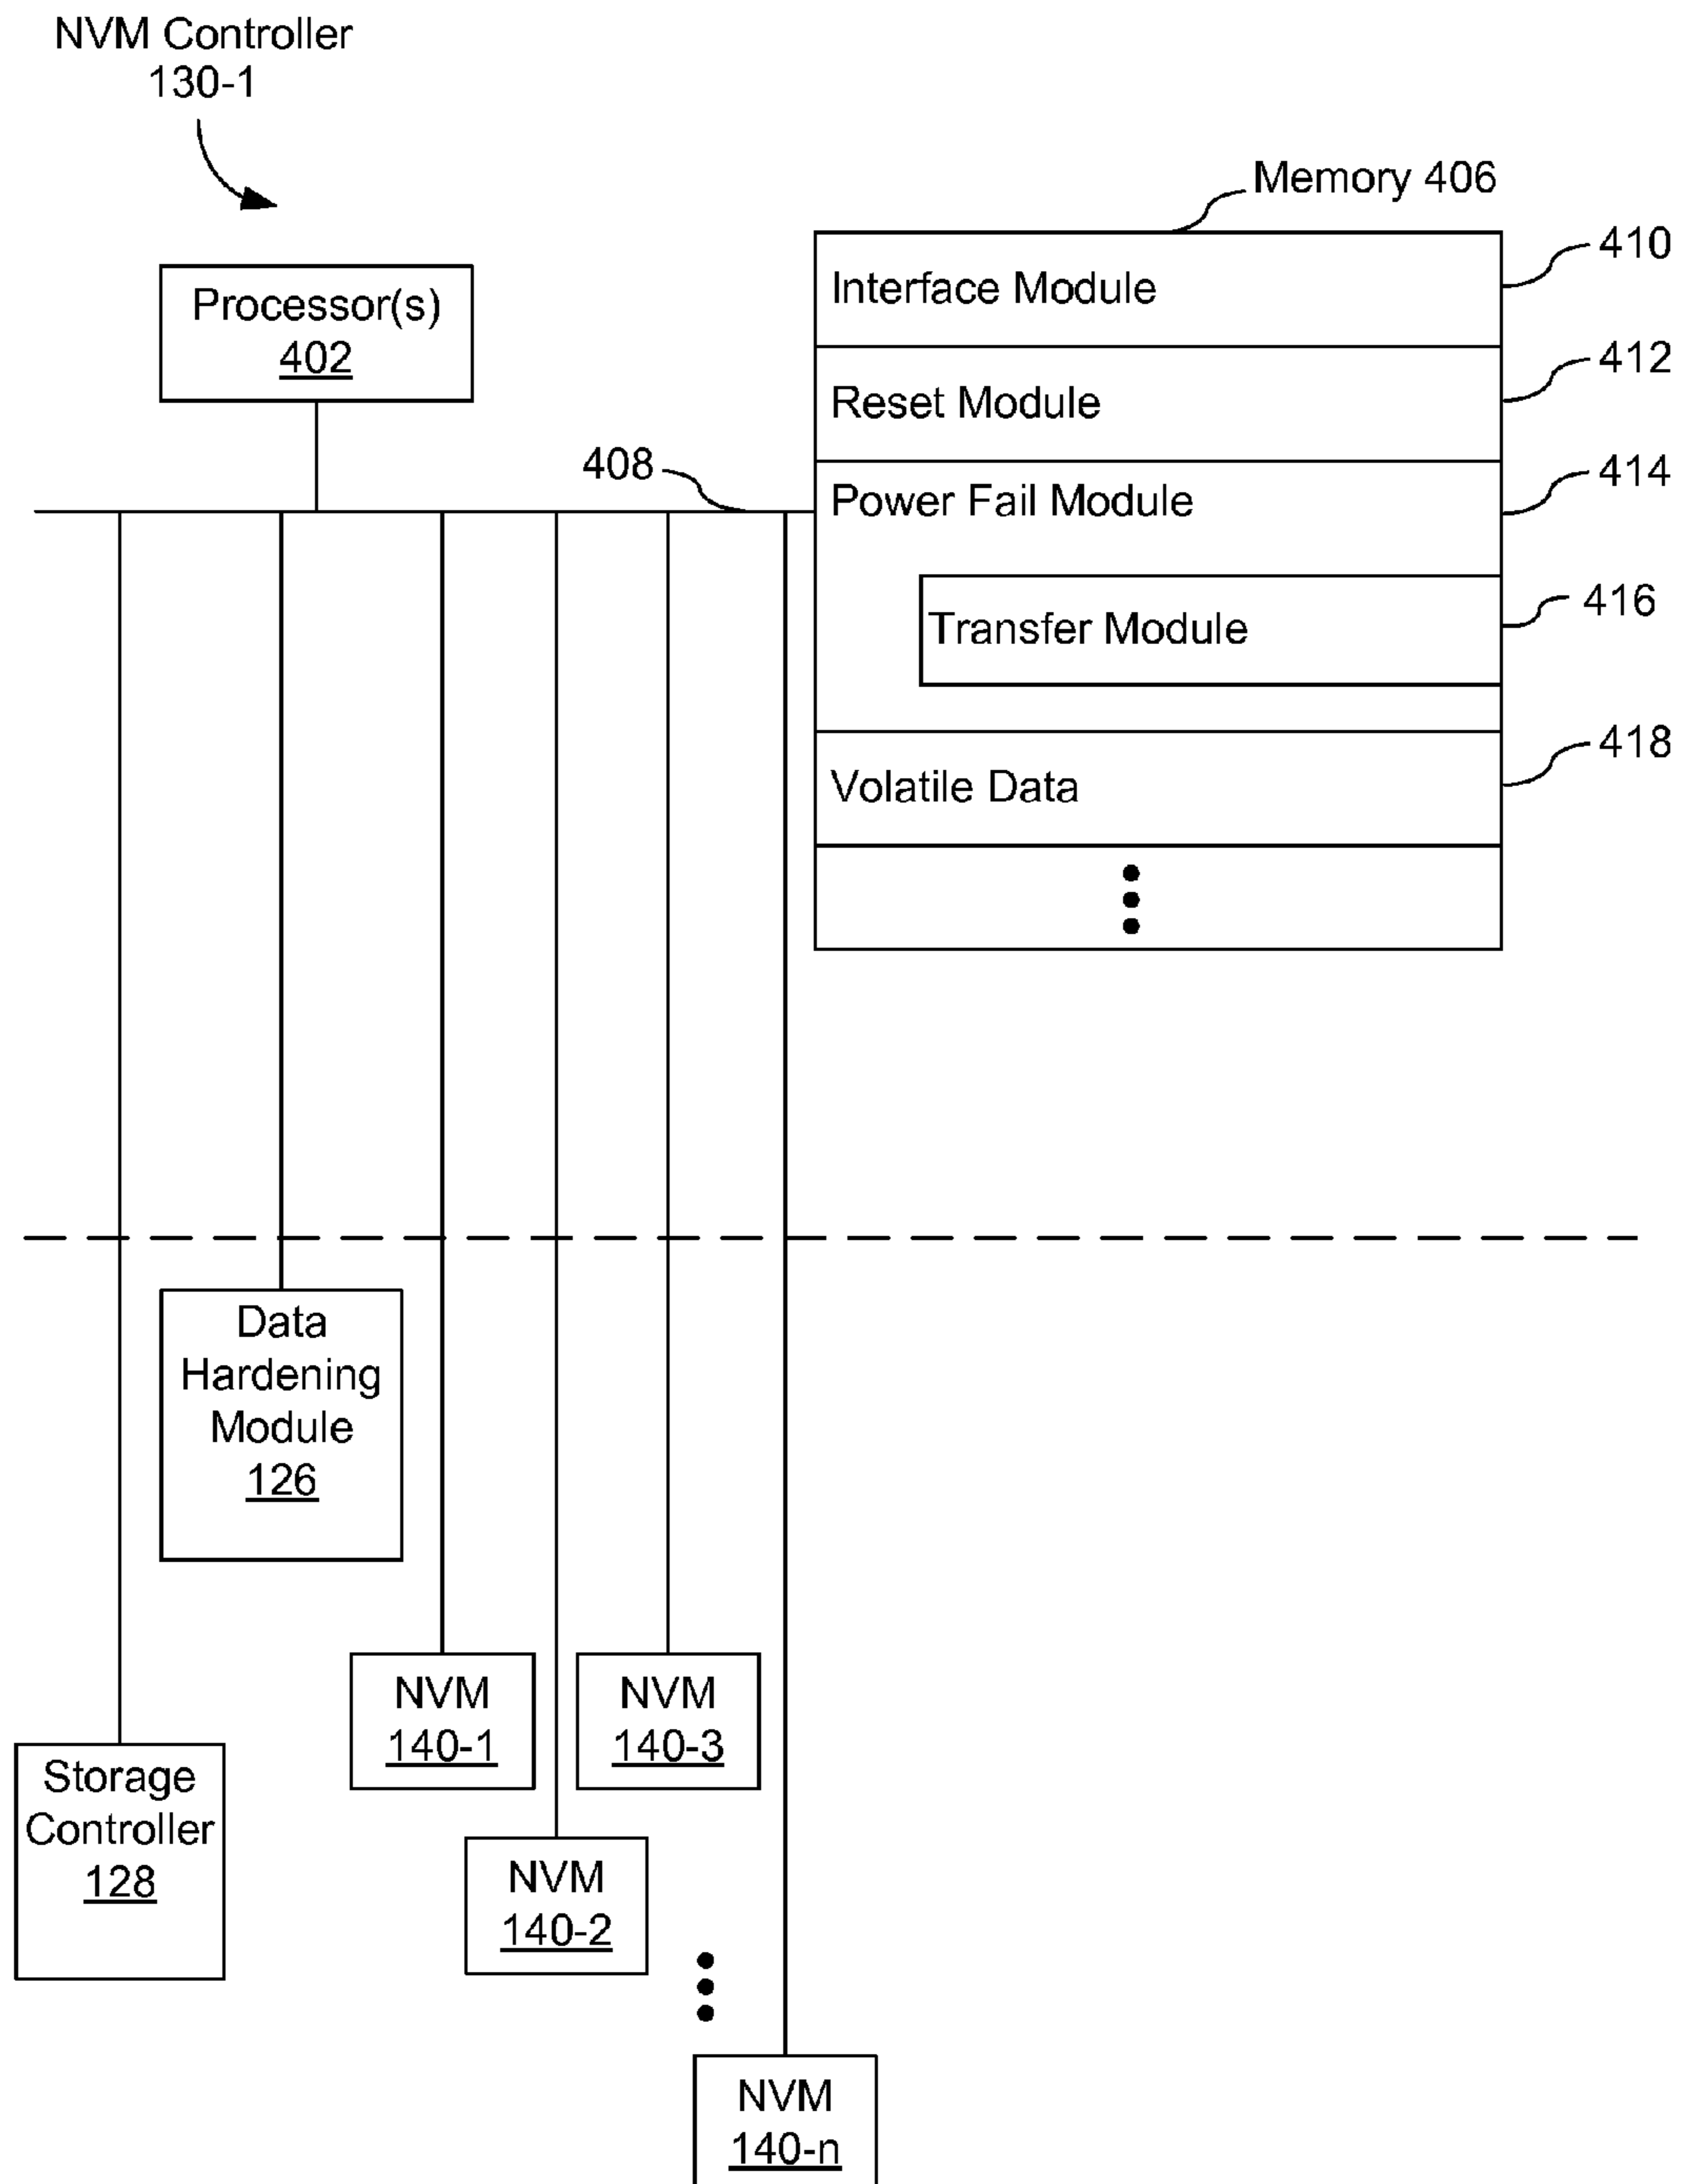 NVM Controller
130-1
Memory 406
Processor(s)
402
408
Interface Module
410
Reset Module
412
Power Fail Module
414
Transfer Module
416
Volatile Data
418
Data
Hardening
Module
126
NVM
140-1
NVM
140-3
Storage
Controller
128
NVM
140-2
NVM
140-n